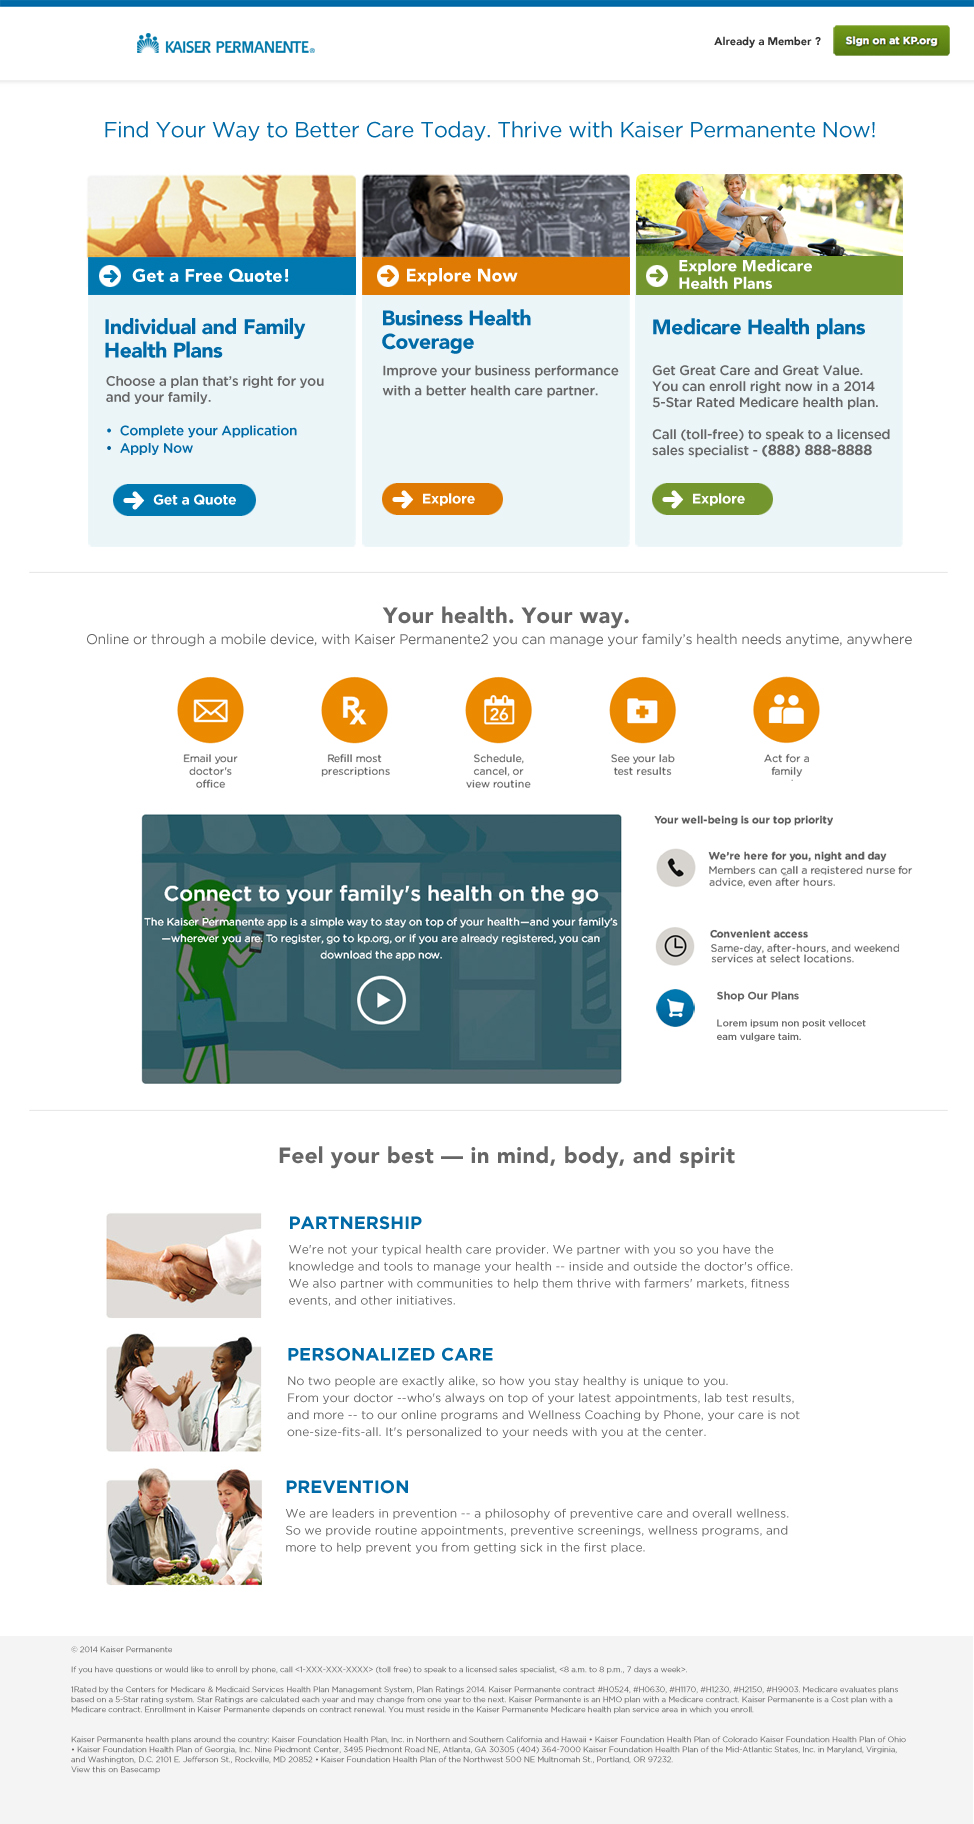 KAISER PERMANENTE®
Already a Member ?
Sign on at KP.org
Find Your Way to Better Care Today. Thrive with Kaiser Permanente Now!
Get a Free Quote!
Individual and Family
Health Plans
Choose a plan that's right for you
and your family.
• Complete your Application
• Apply Now
Get a Quote
Explore Now
Business Health
Coverage
Improve your business performance
with a better health care partner.
Explore
Explore Medicare
Health Plans
Medicare Health plans
Get Great Care and Great Value.
You can enroll right now in a 2014
5-Star Rated Medicare health plan.
Call (toll-free) to speak to a licensed
sales specialist - (888) 888-8888
Explore
Your health. Your way.
Online or through a mobile device, with Kaiser Permanente2 you can manage your family's health needs anytime, anywhere
Email your
doctor's
office
Rx
Refill most
prescriptions
26
Schedule,
cancel, or
view routine
See your lab
test results
Act for a
family
Connect to your family's health on the go
The Kaiser Permanente app is a simple way to stay on top of your health—and your family's
—wherever you are. To register, go to kp.org, or if you are already registered, you can
download the app now.
Your well-being is our top priority
We're here for you, night and day
Members can call a registered nurse for
advice, even after hours.
Convenient access
Same-day, after-hours, and weekend
services at select locations.
Shop Our Plans
Lorem ipsum non posit vellocet
eam vulgare taim.
Feel your best — in mind, body, and spirit
PARTNERSHIP
We're not your typical health care provider. We partner with you so you have the
knowledge and tools to manage your health -- inside and outside the doctor's office.
We also partner with communities to help them thrive with farmers' markets, fitness
events, and other initiatives.
PERSONALIZED CARE
No two people are exactly alike, so how you stay healthy is unique to you.
From your doctor --who's always on top of your latest appointments, lab test results,
and more -- to our online programs and Wellness Coaching by Phone, your care is not
one-size-fits-all. It's personalized to your needs with you at the center.
PREVENTION
We are leaders in prevention -- a philosophy of preventive care and overall wellness.
So we provide routine appointments, preventive screenings, wellness programs, and
more to help prevent you from getting sick in the first place.
© 2014 Kaiser Permanente
If you have questions or would like to enroll by phone, call <1-XXX-XXX-XXXX> (toll free) to speak to a licensed sales specialist, <8 a.m. to 8 p.m., 7 days a week>.
1Rated by the Centers for Medicare & Medicaid Services Health Plan Management System, Plan Ratings 2014. Kaiser Permanente contract #H0524, #H0630, #H1170, #H1230, #H2150, #H9003. Medicare evaluates plans
based on a 5-Star rating system. Star Ratings are calculated each year and may change from one year to the next. Kaiser Permanente is an HMO plan with a Medicare contract. Kaiser Permanente is a Cost plan with a
Medicare contract. Enrollment in Kaiser Permanente depends on contract renewal. You must reside in the Kaiser Permanente Medicare health plan service area in which you enroll.
Kaiser Permanente health plans around the country: Kaiser Foundation Health Plan, Inc. in Northern and Southern California and Hawaii • Kaiser Foundation Health Plan of Colorado Kaiser Foundation Health Plan of Ohio
• Kaiser Foundation Health Plan of Georgia, Inc. Nine Piedmont Center, 3495 Piedmont Road NE, Atlanta, GA 30305 (404) 364-7000 Kaiser Foundation Health Plan of the Mid-Atlantic States, Inc. in Maryland, Virginia,
and Washington, D.C. 2101 E. Jefferson St., Rockville, MD 20852 • Kaiser Foundation Health Plan of the Northwest 500 NE Multnomah St., Portland, OR 97232.
View this on Basecamp